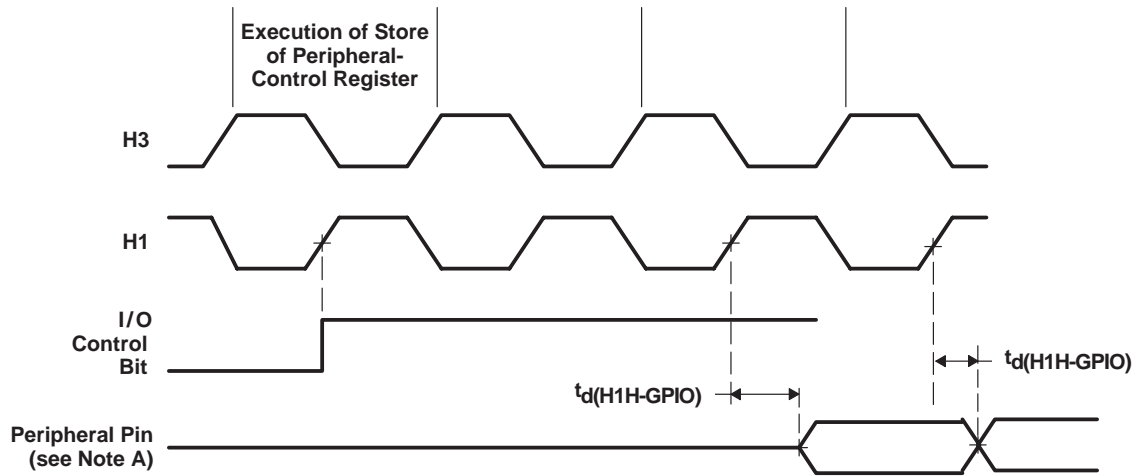 Execution of Store
of Peripheral-
Control Register
H3
H1
I/O
Control
Bit
td(H1H-GPIO)
td(H1H-GPIO)
Peripheral Pin
(see Note A)